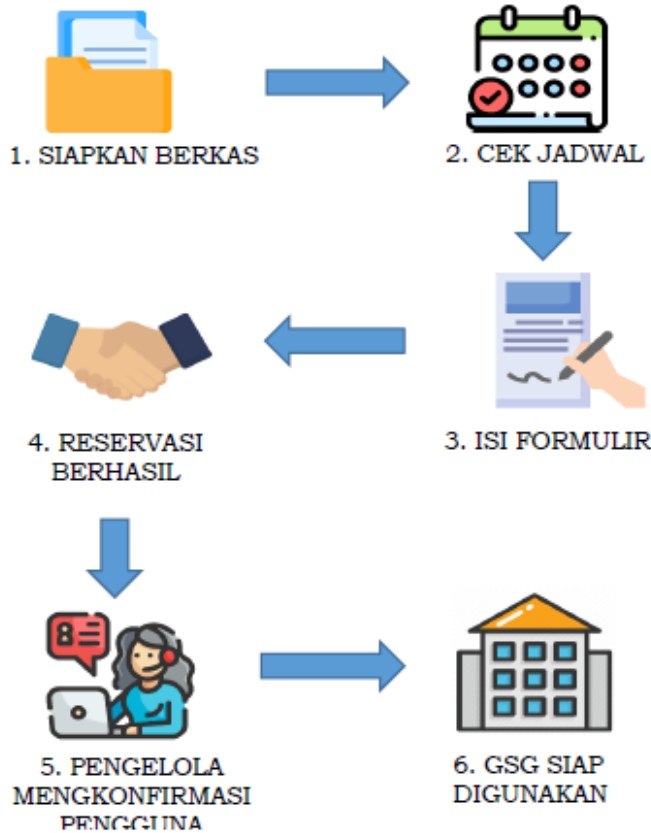 1. SIAPKAN BERKAS
2. CEK JADWAL
3. ISI FORMULIR
4. RESERVASI
BERHASIL
5. PENGELOLA
MENGKONFIRMASI
PENGGUNA
6. GSG SIAP
DIGUNAKAN